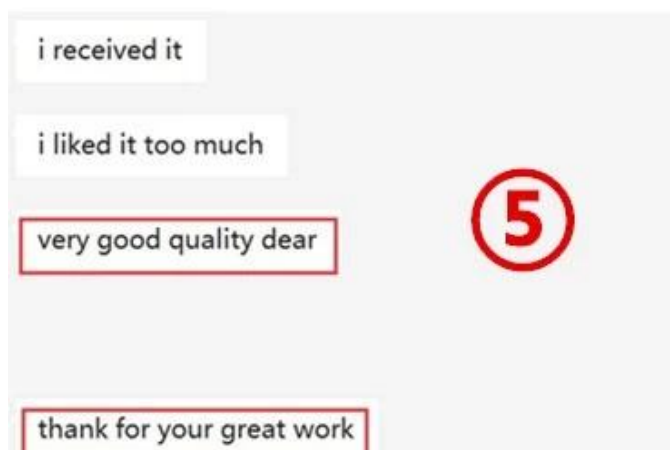 i received it
i liked it too much
very good quality dear
⑤
thank for your great work